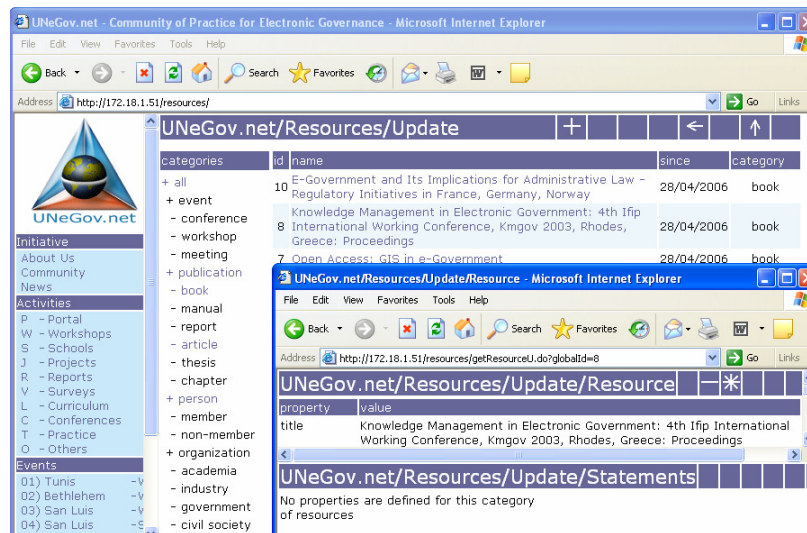 UNeGov.net - Community of Practice for Electronic Governance - Microsoft Internet Explorer
File Edit View Favorites Tools Help
Back Search Favorites
Address http://172.18.1.51/resources/ Go Links
UNeGov.net
Initiative
About Us
Community
News
Activities
P - Portal
W - Workshops
S - Schools
J - Projects
R - Reports
V - Surveys
L - Curriculum
C - Conferences
T - Practice
O - Others
Events
01) Tunis
02) Bethlehem
03) San Luis
04) San Luis
UNeGov.net/Resources/Update
categories
+ all
+ event
- conference
- workshop
- meeting
+ publication
- book
- manual
- report
- article
- thesis
- chapter
+ person
- member
- non-member
+ organization
- academia
- industry
- government
- civil society
id name since category
10 E-Government and Its Implications for Administrative Law -
Regulatory Initiatives in France, Germany, Norway 28/04/2006 book
Knowledge Management in Electronic Government: 4th Ifip
8 International Working Conference, Kmgov 2003, Rhodes, 28/04/2006 book
Greece: Proceedings
7 Open Access: GIS in e-Government 28/04/2006 book
UNeGov.net/Resources/Update/Resource - Microsoft Internet Explorer
File Edit View Favorites Tools Help
Back Search Favorites
Address http://172.18.1.51/resources/getResourceU.do?globalId=8 Go Links
UNeGov.net/Resources/Update/Resource
property value
title Knowledge Management in Electronic Government: 4th Ifip International
Working Conference, Kmgov 2003, Rhodes, Greece: Proceedings
UNeGov.net/Resources/Update/Statements
No properties are defined for this category
of resources